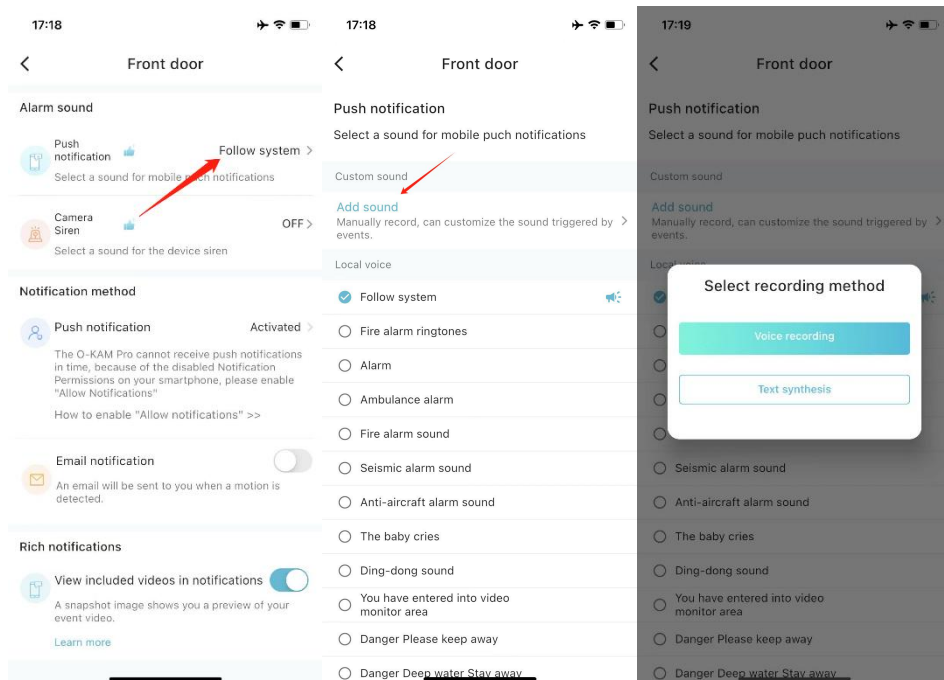 17:18
Front door
Alarm sound
Push
notification
Follow system
Select a sound for mobile puch notifications
Camera
Siren
OFF
Select a sound for the device siren
Notification method
Push notification
Activated
The O-KAM Pro cannot receive push notifications
in time, because of the disabled Notification
Permissions on your smartphone, please enable
"Allow Notifications"
How to enable "Allow notifications" >>
Email notification
An email will be sent to you when a motion is
detected.
Rich notifications
View included videos in notifications
A snapshot image shows you a preview of your
event video.
Learn more
17:18
Front door
Push notification
Select a sound for mobile puch notifications
Custom sound
Add sound
Manually record, can customize the sound triggered by
events.
Local voice
Follow system
Fire alarm ringtones
Alarm
Ambulance alarm
Fire alarm sound
Seismic alarm sound
Anti-aircraft alarm sound
The baby cries
Ding-dong sound
You have entered into video
monitor area
Danger Please keep away
Danger Deep water Stay away
17:19
Front door
Push notification
Select a sound for mobile puch notifications
Custom sound
Add sound
Manually record, can customize the sound triggered by
events.
Select recording method
Voice recording
Text synthesis
Seismic alarm sound
Anti-aircraft alarm sound
The baby cries
Ding-dong sound
You have entered into video
monitor area
Danger Please keep away
Danger Deep water Stay away